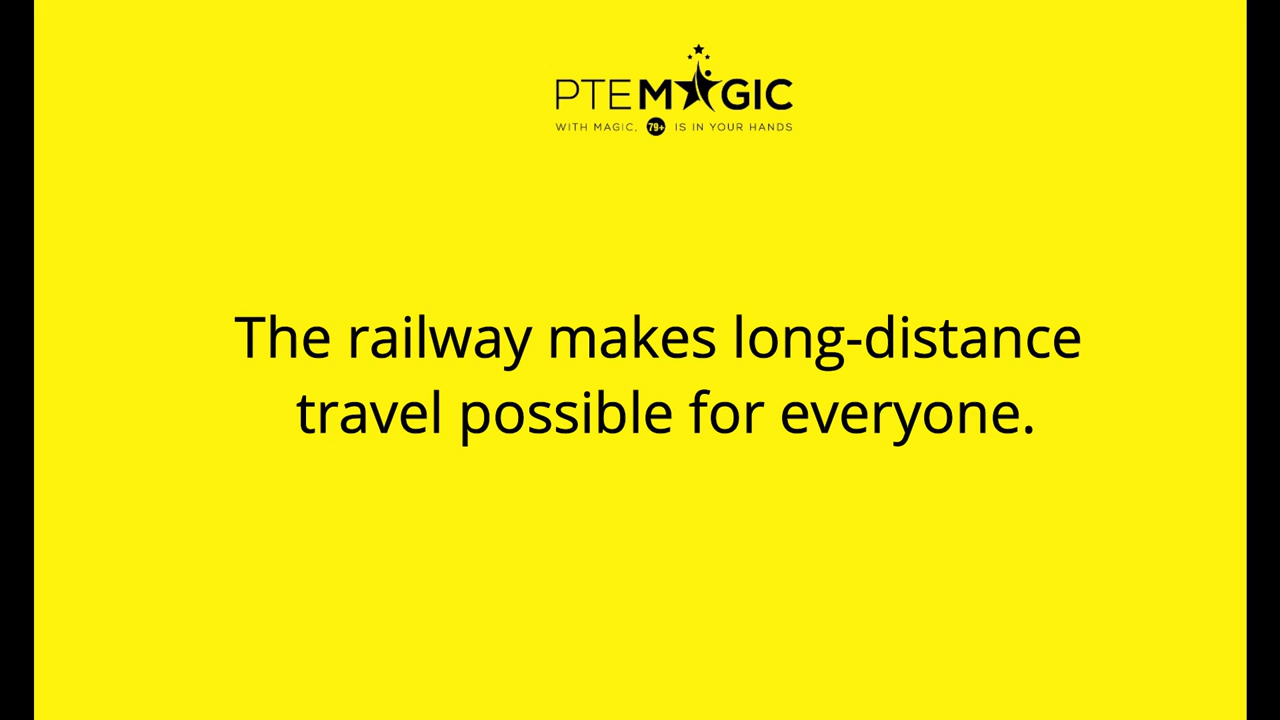 PTEMAGIC
WITH MAGIC, 79+ IS IN YOUR HANDS
The railway makes long-distance
travel possible for everyone.